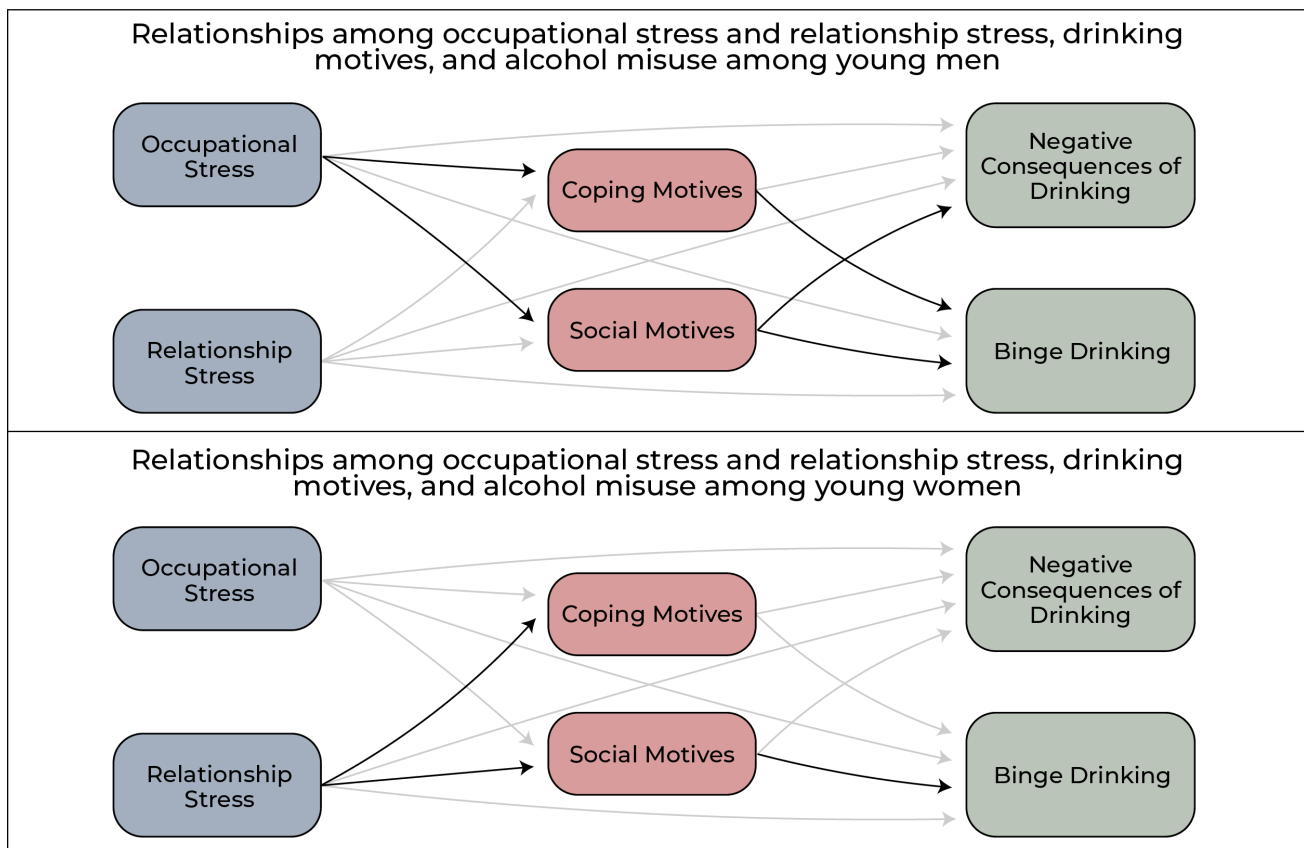 Relationships among occupational stress and relationship stress, drinking
motives, and alcohol misuse among young men
Occupational
Stress
Relationship
Stress
Coping Motives
Social Motives
Negative
Consequences of
Drinking
Binge Drinking
Relationships among occupational stress and relationship stress, drinking
motives, and alcohol misuse among young women
Occupational
Stress
Relationship
Stress
Coping Motives
Social Motives
Negative
Consequences of
Drinking
Binge Drinking